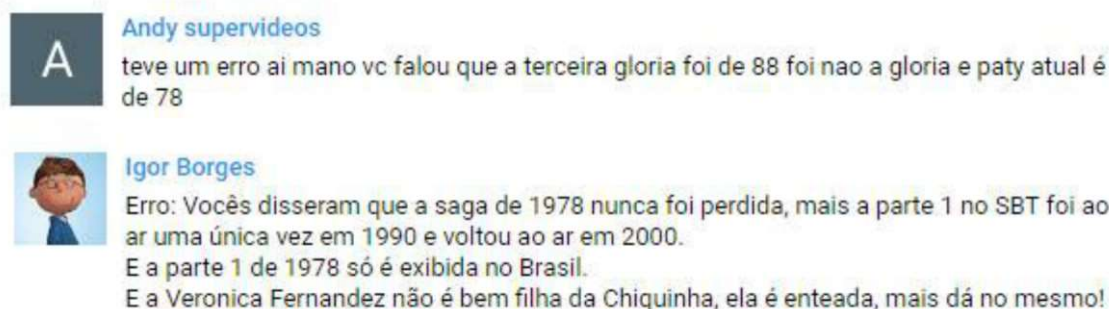 A
Andy supervideos
teve um erro ai mano vc falou que a terceira gloria foi de 88 foi nao a gloria e paty atual é
de 78
Igor Borges
Erro: Vocês disseram que a saga de 1978 nunca foi perdida, mais a parte 1 no SBT foi ao
ar uma única vez em 1990 e voltou ao ar em 2000.
E a parte 1 de 1978 só é exibida no Brasil.
E a Veronica Fernandez não é bem filha da Chiquinha, ela é enteada, mais dá no mesmo!